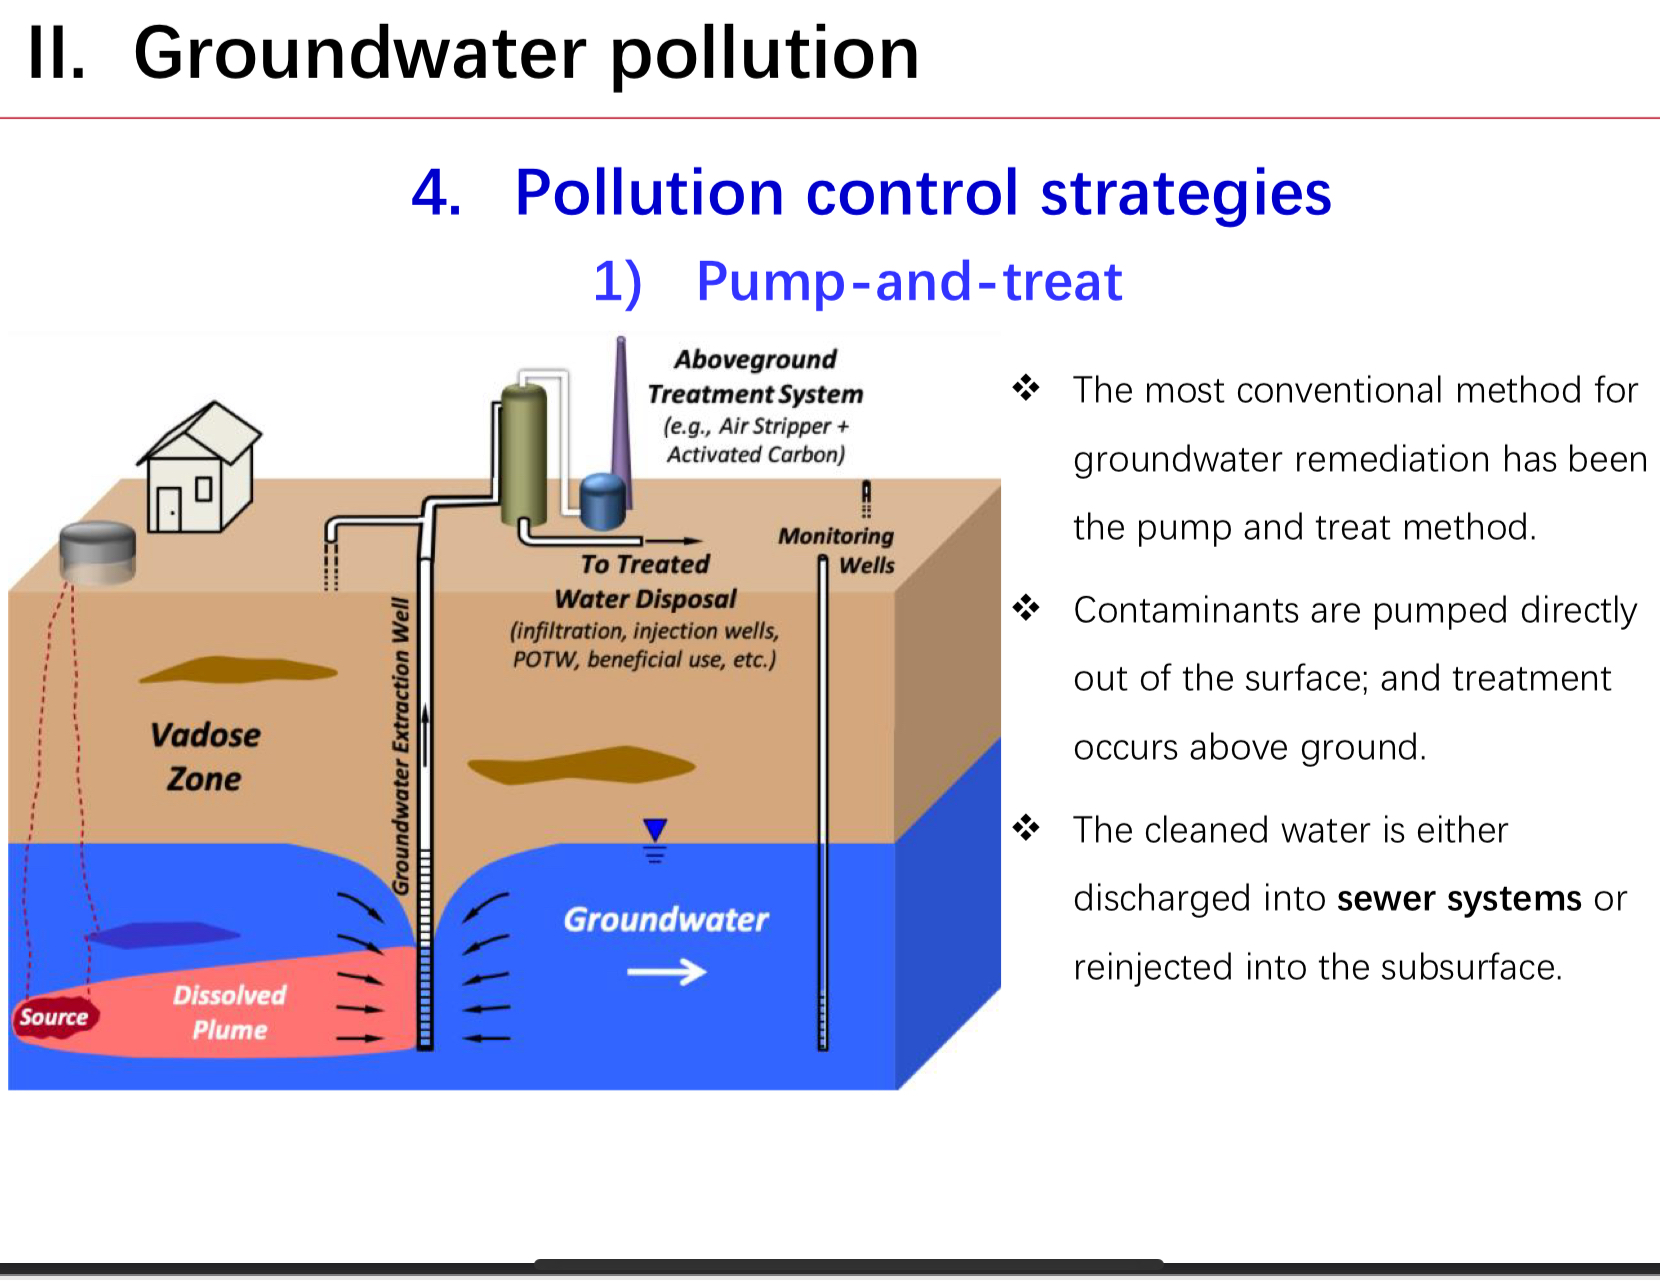 II. Groundwater pollution
4. Pollution control strategies
1) Pump-and-treat
Aboveground
Treatment System
(e.g., Air Stripper +
Activated Carbon)
Monitoring
Wells
To Treated
Water Disposal
(infiltration, injection wells,
POTW, beneficial use, etc.)
Groundwater Extraction Well
Vadose
Zone
Groundwater
Dissolved
Plume
Source
❖ The most conventional method for
groundwater remediation has been
the pump and treat method.
❖ Contaminants are pumped directly
out of the surface; and treatment
occurs above ground.
❖ The cleaned water is either
discharged into sewer systems or
reinjected into the subsurface.